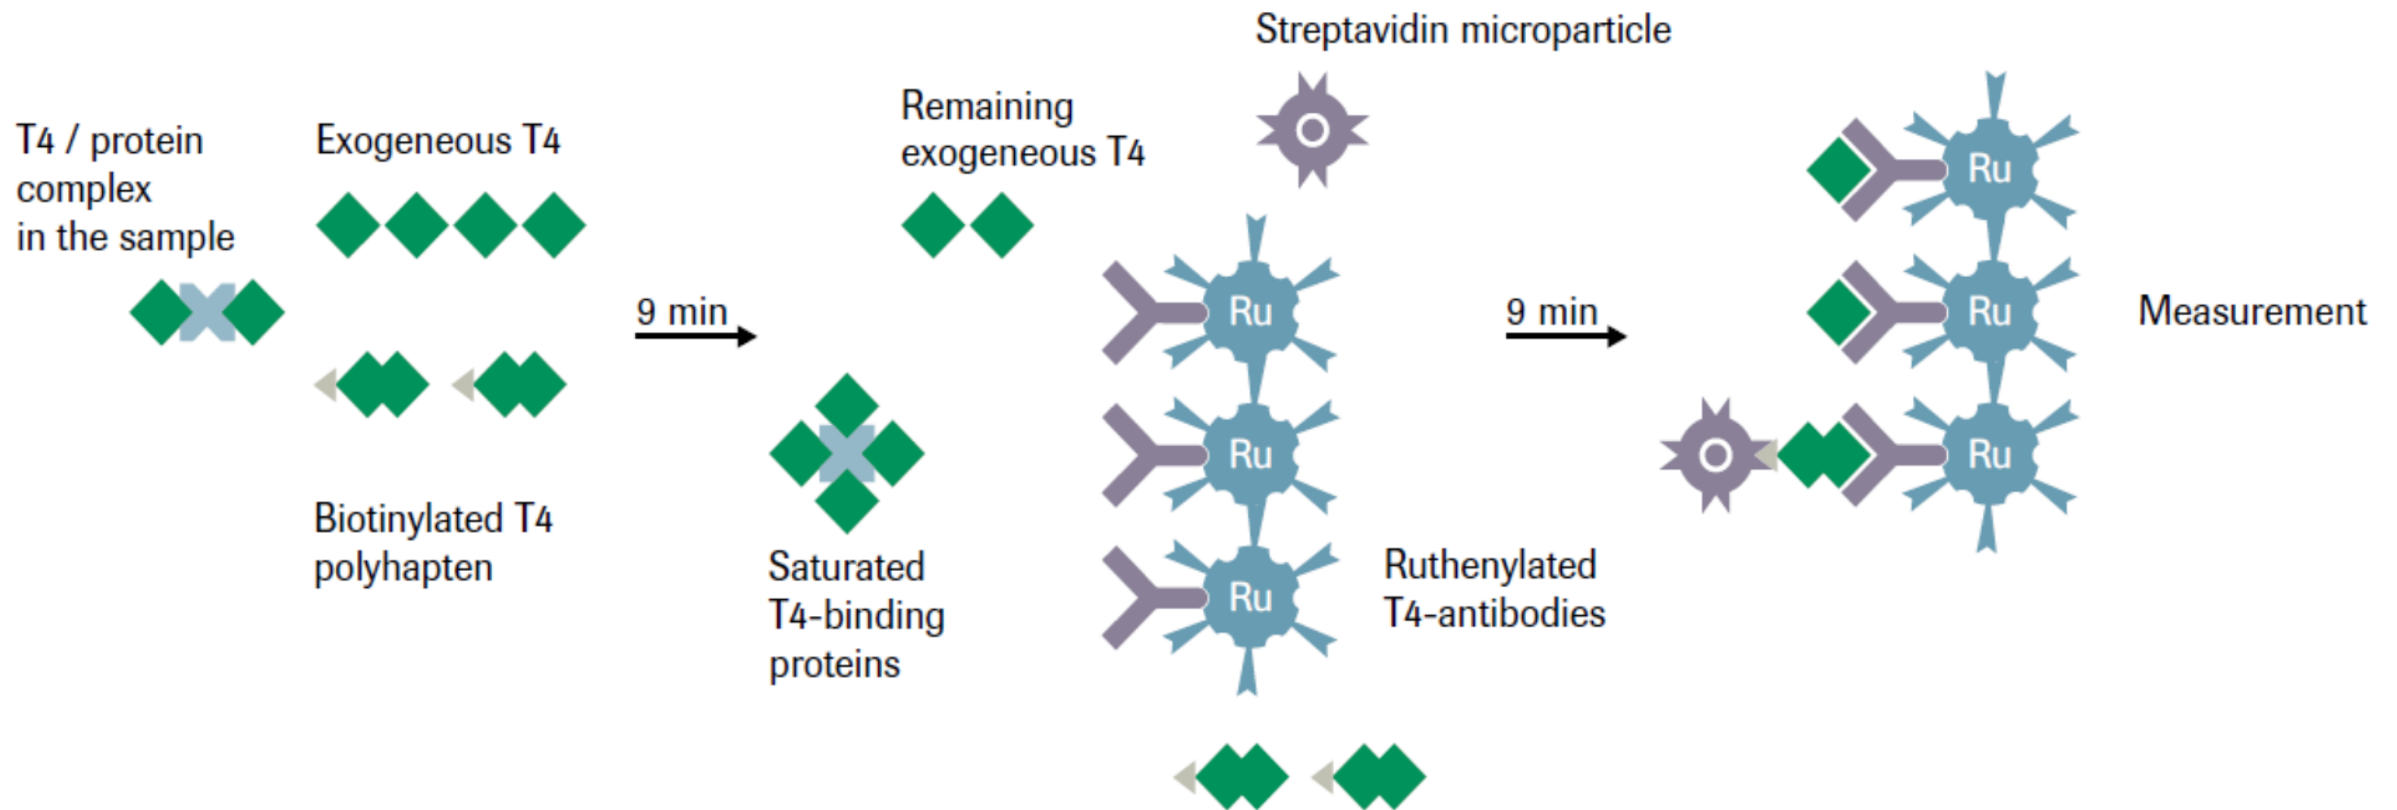 Streptavidin microparticle
T4 / protein
complex
in the sample
Exogeneous T4
Biotinylated T4
polyhapten
9 min
Remaining
exogeneous T4
Saturated
T4-binding
proteins
Ru
Ru
Ru
Ruthenylated
T4-antibodies
9 min
Ru
Ru
Ru
Measurement